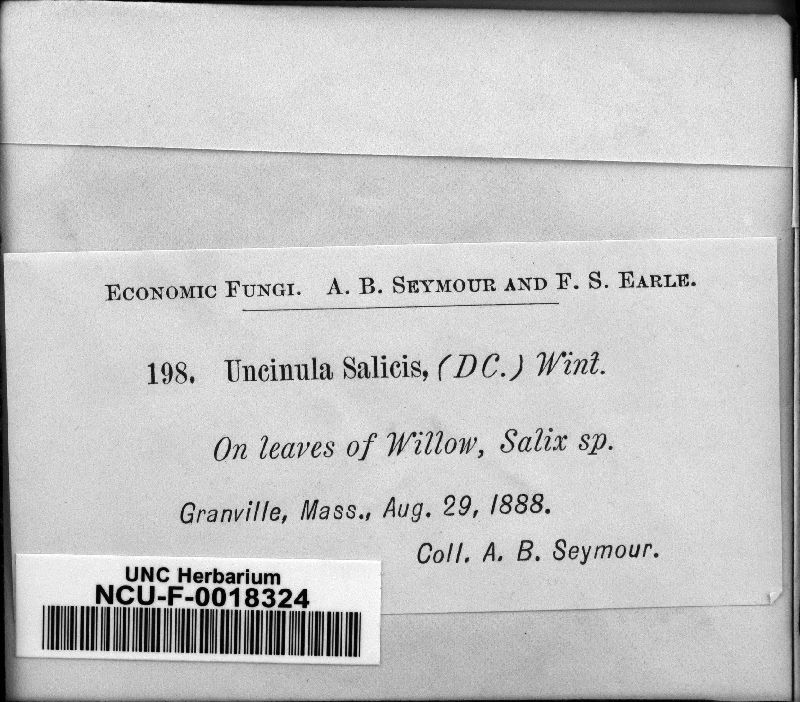 Economic Fungi. A. B. Seymour and F. S. Earle.
198. Uncinula Salicis, (DC.) Wint.
On leaves of Willow, Salix sp.
Granville, Mass., Aug. 29, 1888.
Coll. A. B. Seymour.
UNC Herbarium
NCU-F-0018324